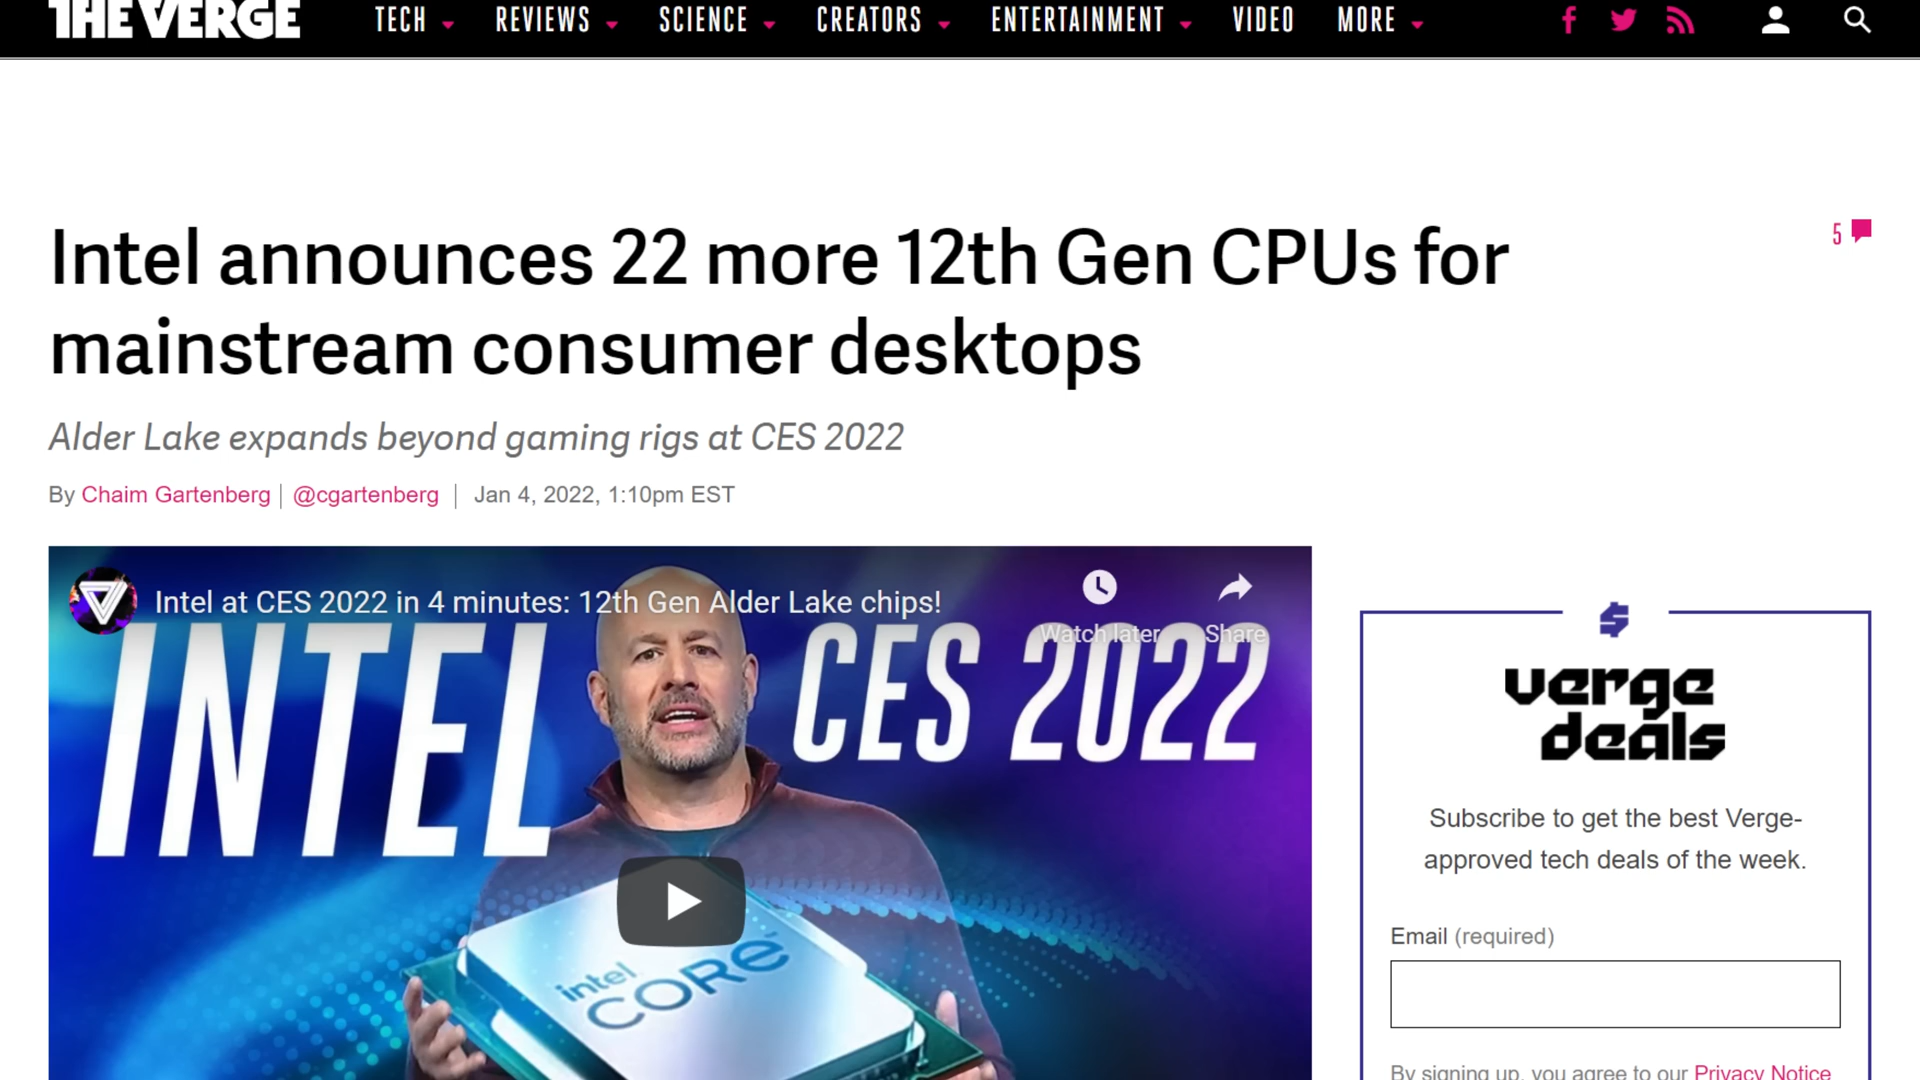 THE VERGE
TECH REVIEWS SCIENCE CREATORS ENTERTAINMENT VIDEO MORE
Intel announces 22 more 12th Gen CPUs for
mainstream consumer desktops
5
Alder Lake expands beyond gaming rigs at CES 2022
By Chaim Gartenberg | @cgartenberg | Jan 4, 2022, 1:10pm EST
Intel at CES 2022 in 4 minutes: 12th Gen Alder Lake chips!
Watch later Share
INTEL CES 2022
intel
CORE
verge
deals
Subscribe to get the best Verge-
approved tech deals of the week.
Email (required)
By signing up, you agree to our Privacy Notice